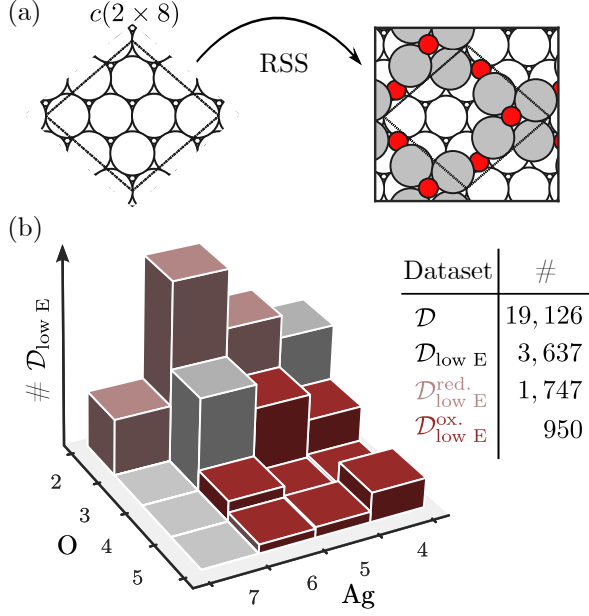 (a)
c(2 × 8)
RSS
(b)
# D_low E
Dataset #
D 19, 126
D_low E 3, 637
D^red._low E 1, 747
D^ox._low E 950
2
3
4
5
O
7
6
5
4
Ag